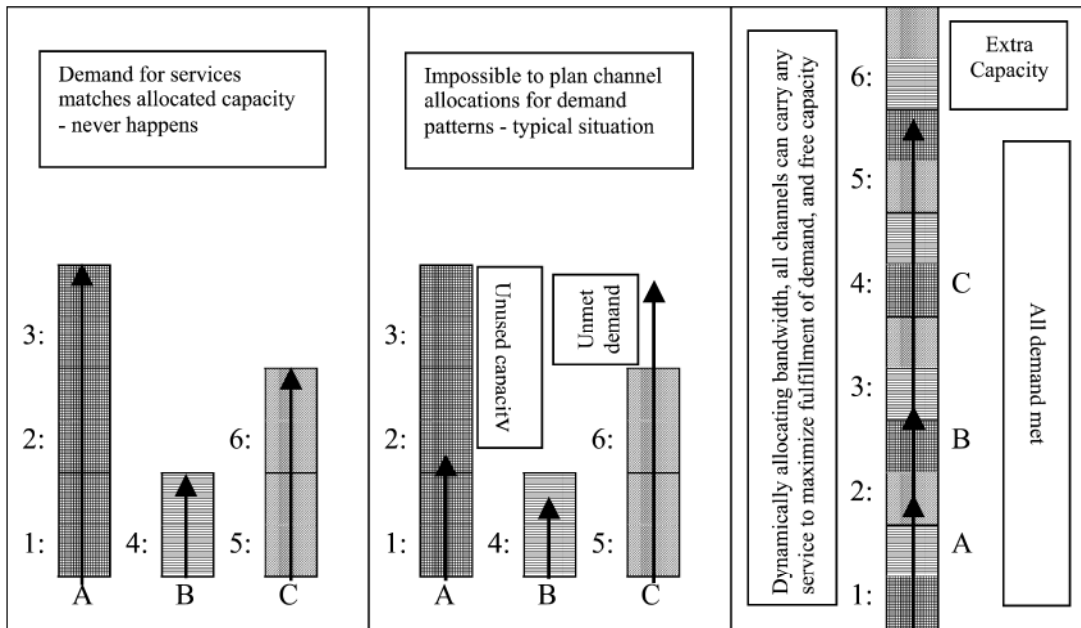 Demand for services
matches allocated capacity
- never happens
3:
2:
6:
1:
4:
5:
A
B
C
Impossible to plan channel
allocations for demand
patterns - typical situation
Unused capacity
Unmet
demand
3:
2:
6:
1:
4:
5:
A
B
C
Dynamically allocating bandwidth, all channels can carry any
service to maximize fulfillment of demand, and free capacity
Extra
Capacity
6:
5:
4:
C
3:
B
2:
A
1:
All demand met